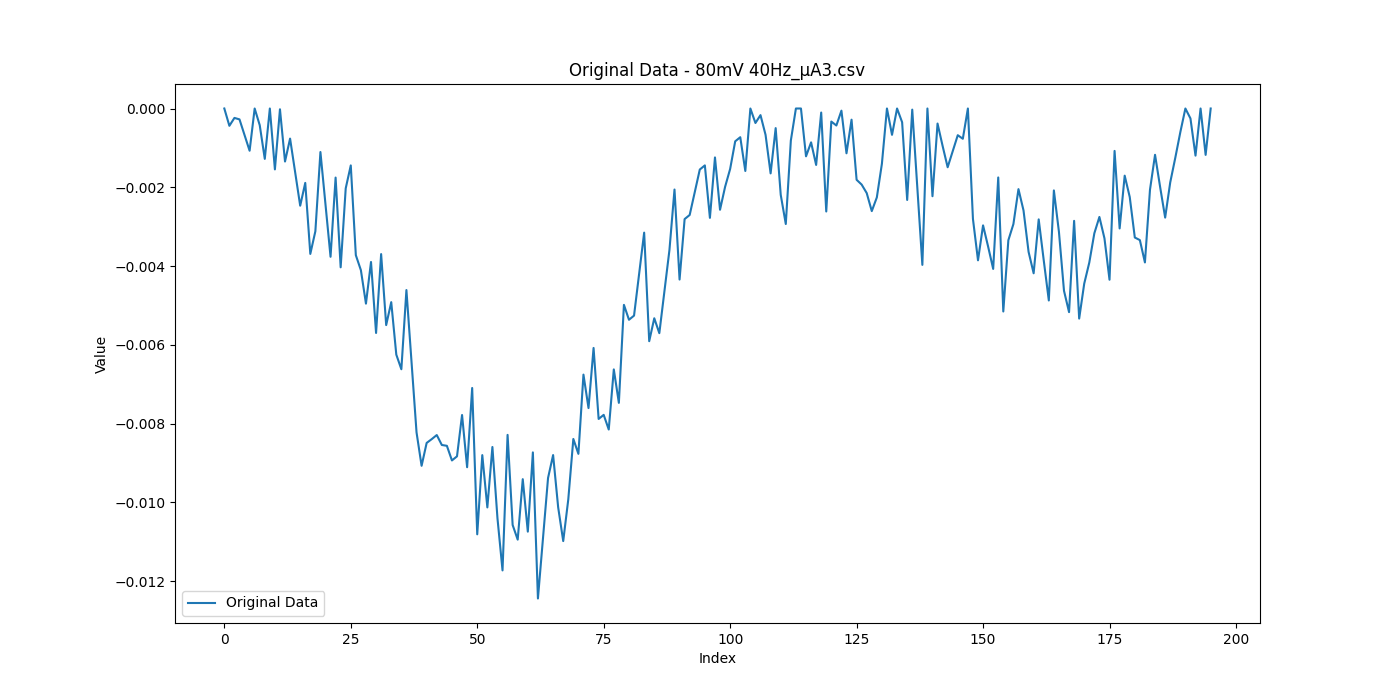 Original Data - 80mV 40Hz_µA3.csv
0.000
−0.002
−0.004
−0.006
−0.008
−0.010
−0.012
Value
Original Data
0 25 50 75 100 125 150 175 200
Index